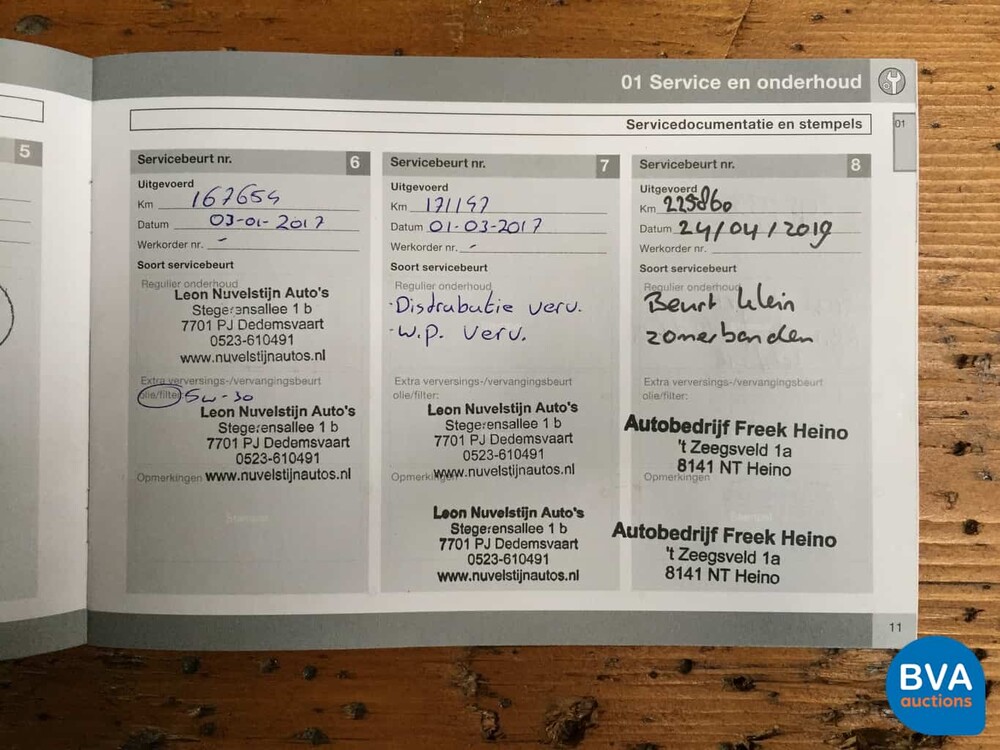 01 Service en onderhoud
Servicedocumentatie en stempels
01
5
Servicebeurt nr. 6
Uitgevoerd
Km 167654
Datum 03-01-2017
Werkorder nr. -
Soort servicebeurt
Regulier onderhoud
Leon Nuvelstijn Auto's
Stegerensallee 1 b
7701 PJ Dedemsvaart
0523-610491
www.nuvelstijnautos.nl
Extra verversings-/vervangingsbeurt
olie/filter: 5w-30
Leon Nuvelstijn Auto's
Stegerensallee 1 b
7701 PJ Dedemsvaart
0523-610491
Opmerkingen www.nuvelstijnautos.nl
Stempel
Servicebeurt nr. 7
Uitgevoerd
Km 171147
Datum 01-03-2017
Werkorder nr. -
Soort servicebeurt
Regulier onderhoud
- Distrabutie verv.
- w.p. verv.
Extra verversings-/vervangingsbeurt
olie/filter:
Leon Nuvelstijn Auto's
Stegerensallee 1 b
7701 PJ Dedemsvaart
0523-610491
Opmerkingen www.nuvelstijnautos.nl
Leon Nuvelstijn Auto's
Stegerensallee 1 b
7701 PJ Dedemsvaart
0523-610491
www.nuvelstijnautos.nl
Servicebeurt nr. 8
Uitgevoerd
Km 225860
Datum 24/04/2019
Werkorder nr.
Soort servicebeurt
Regulier onderhoud
Beurt klein
zomerbanden
Extra verversings-/vervangingsbeurt
olie/filter:
Autobedrijf Freek Heino
't Zeegsveld 1a
8141 NT Heino
Opmerkingen
Autobedrijf Freek Heino
't Zeegsveld 1a
8141 NT Heino
11
BVA
auctions